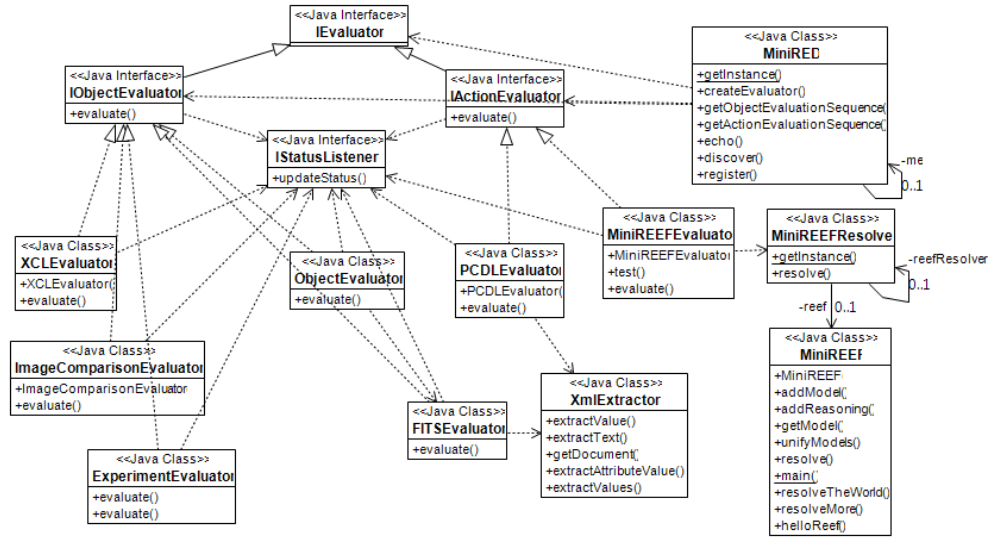 <<Java Interface>>
IEvaluator
<<Java Class>>
MiniRED
+getInstance()
+createEvaluator()
+getObjectEvaluationSequence(
+getActionEvaluationSequence(
+echo()
+discover()
+register()
-me
0..1
<<Java Interface>>
IObjectEvaluator
+evaluate()
<<Java Interface>>
IActionEvaluator
+evaluate()
<<Java Interface>>
IStatusListener
+updateStatus()
<<Java Class>>
XCLEvaluator
+XCLEvaluator(
+evaluate()
<<Java Class>>
ObjectEvaluator
+evaluate()
<<Java Class>>
PCDLEvaluator
+PCDLEvaluator(
+evaluate()
<<Java Class>>
MiniREEFEvaluato
+MiniREEFEvaluator
+test()
+evaluate()
<<Java Class>>
MiniREEFResolve
+getInstance()
+resolve()
-reefResolver
0..1
-reef
0..1
<<Java Class>>
ImageComparisonEvaluator
+ImageComparisonEvaluator
+evaluate()
<<Java Class>>
FITSEvaluator
+evaluate()
<<Java Class>>
XmlExtractor
+extractValue()
+extractText()
+getDocument(
+extractAttributeValue()
+extractValues()
<<Java Class>>
MiniREEF
+MiniREEF
+addModel(
+addReasoning(
+getModel(
+unifyModels()
+resolve()
+main(
+resolveTheWorld()
+resolveMore()
+helloReef()
<<Java Class>>
ExperimentEvaluator
+evaluate()
+evaluate()